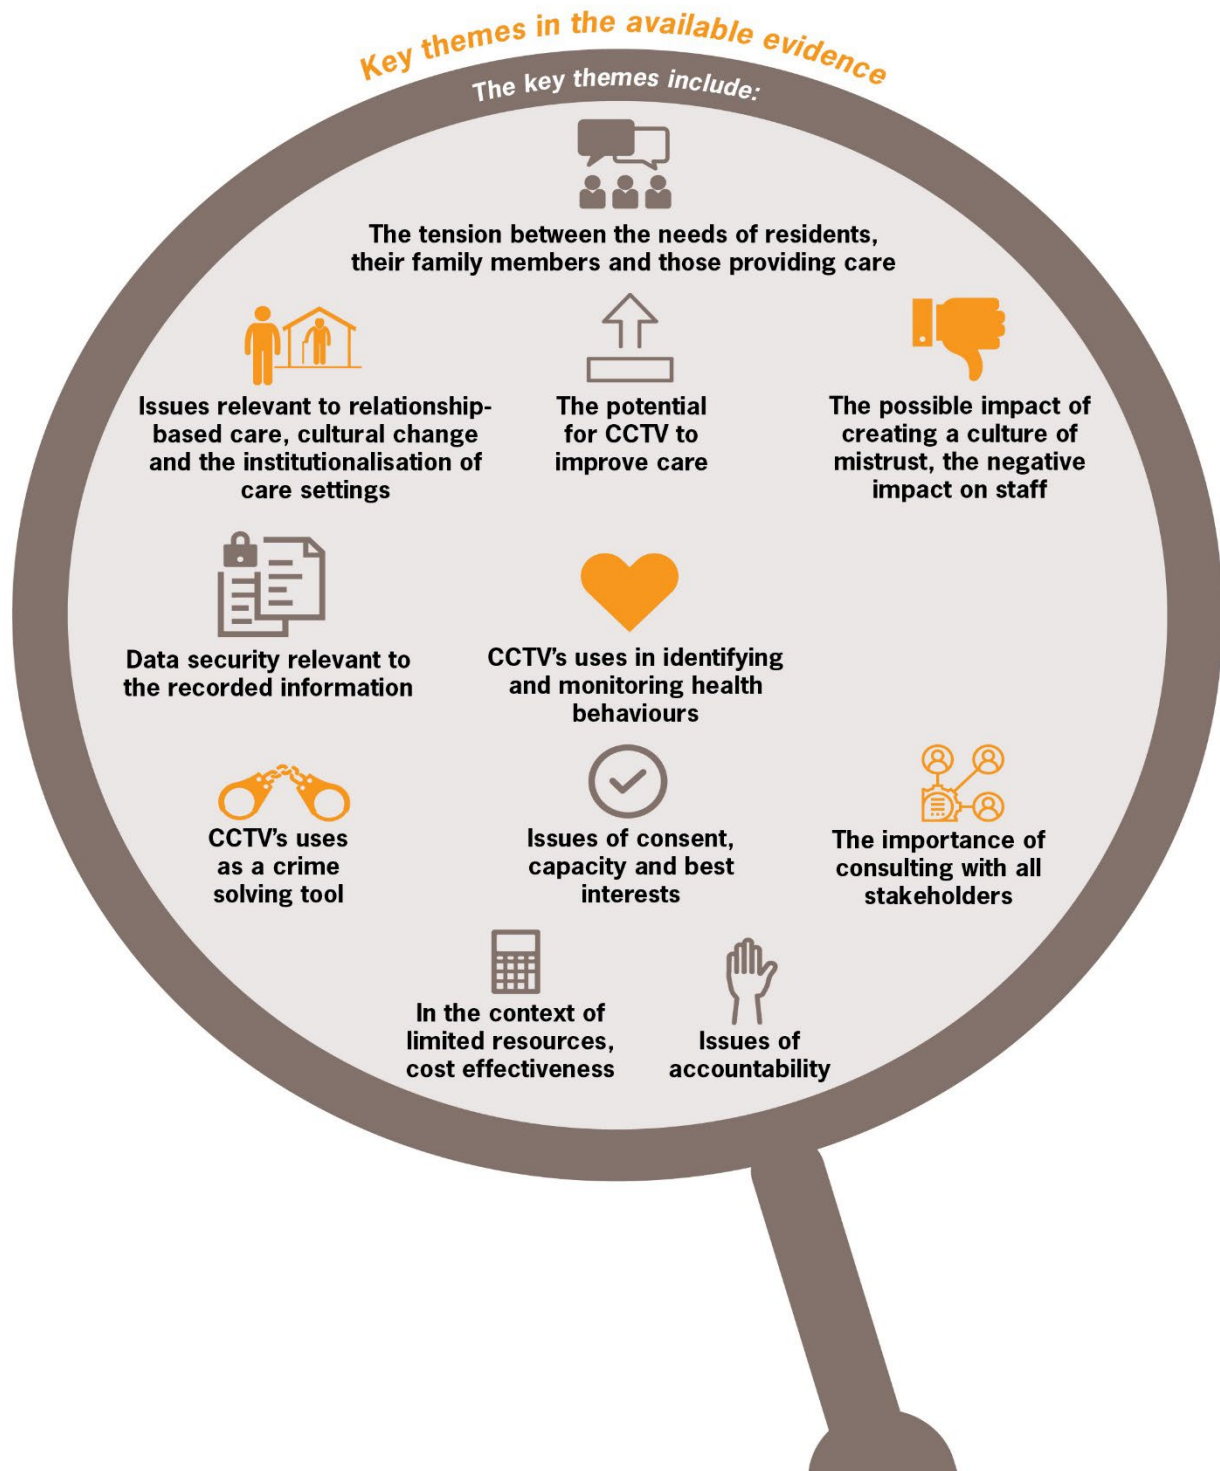 Key themes in the available evidence
The key themes include:
The tension between the needs of residents,
their family members and those providing care
Issues relevant to relationship-
based care, cultural change
and the institutionalisation of
care settings
The potential
for CCTV to
improve care
The possible impact of
creating a culture of
mistrust, the negative
impact on staff
Data security relevant to
the recorded information
CCTV’s uses in identifying
and monitoring health
behaviours
CCTV’s uses
as a crime
solving tool
Issues of consent,
capacity and best
interests
The importance of
consulting with all
stakeholders
In the context of
limited resources,
cost effectiveness
Issues of
accountability